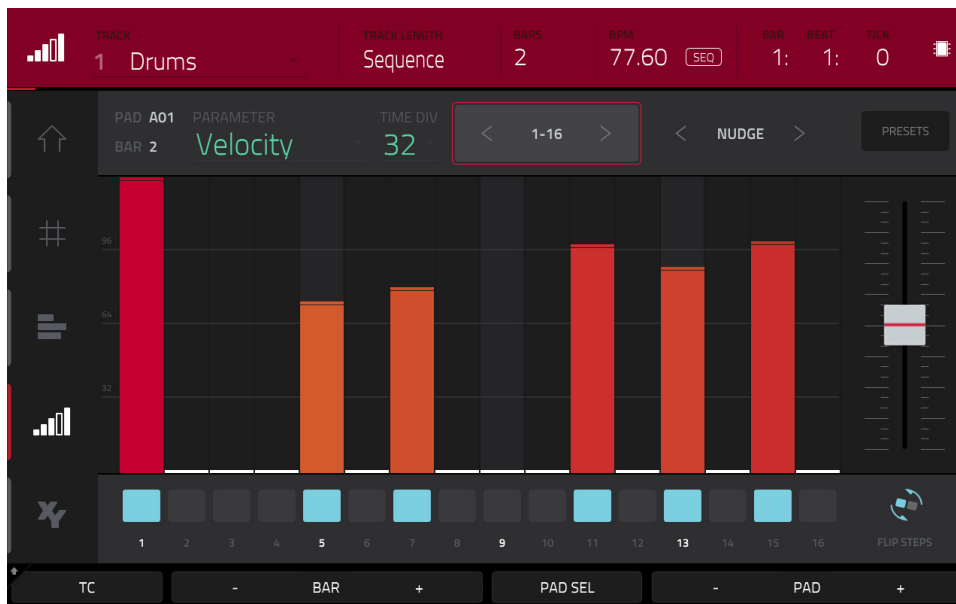 TRACK TRACK LENGTH BARS BPM BAR BEAT TICK
1 Drums Sequence 2 77.60 SEQ 1: 1: 0
PAD A01 PARAMETER TIME DIV
BAR 2 Velocity 32 < 1-16 > < NUDGE > PRESETS
96
64
32
XY
1 2 3 4 5 6 7 8 9 10 11 12 13 14 15 16 FLIP STEPS
TC - BAR + PAD SEL - PAD +